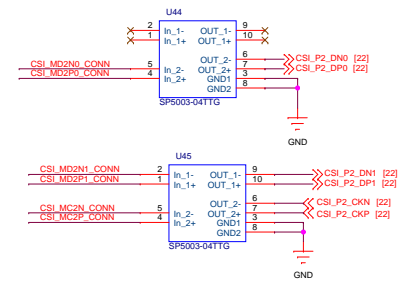 U44
2 In_1- OUT_1- 9
1 In_1+ OUT_1+ 10
OUT_2- 6 CSI_P2_DN0 [22]
CSI_MD2N0_CONN 5 In_2- OUT_2+ 7 CSI_P2_DP0 [22]
CSI_MD2P0_CONN 4 In_2+ GND1 3
GND2 8
SP5003-04TTG
GND
U45
CSI_MD2N1_CONN 2 In_1- OUT_1- 9 CSI_P2_DN1 [22]
CSI_MD2P1_CONN 1 In_1+ OUT_1+ 10 CSI_P2_DP1 [22]
OUT_2- 6 CSI_P2_CKN [22]
CSI_MC2N_CONN 5 In_2- OUT_2+ 7 CSI_P2_CKP [22]
CSI_MC2P_CONN 4 In_2+ GND1 3
GND2 8
SP5003-04TTG
GND